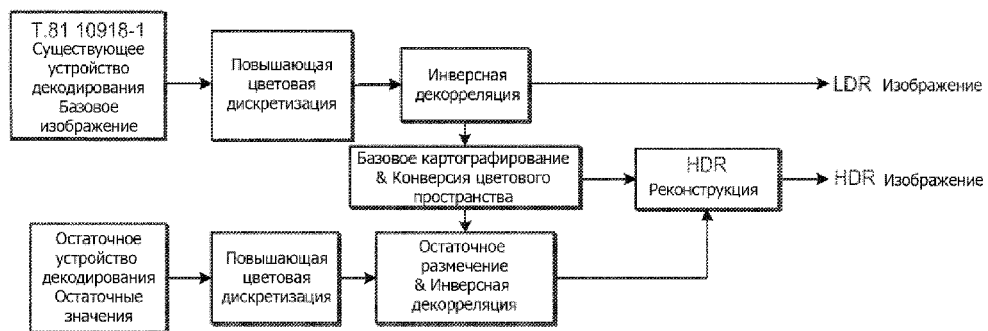 T.81 10918-1
Существующее
устройство
декодирования
Базовое
изображение
Повышающая
цветовая
дискретизация
Инверсная
декорреляция
LDR Изображение
Базовое картографирование
& Конверсия цветового
пространства
HDR
Реконструкция
HDR Изображение
Остаточное
устройство
декодирования
Остаточные
значения
Повышающая
цветовая
дискретизация
Остаточное
размечение
& Инверсная
декорреляция